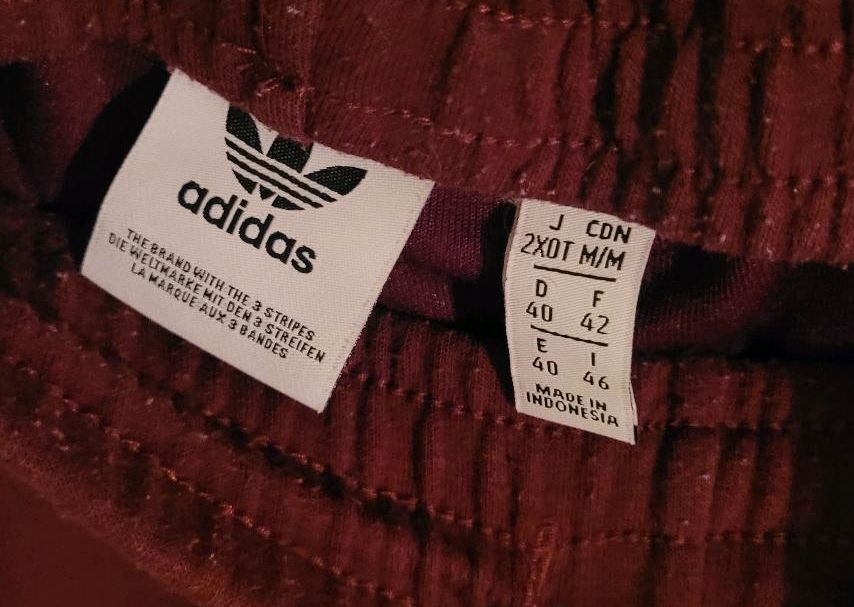 adidas
THE BRAND WITH THE 3 STRIPES
DIE WELTMARKE MIT DEN 3 STREIFEN
LA MARQUE AUX 3 BANDES
J CDN
2XOT M/M
D F
40 42
E I
40 46
MADE IN
INDONESIA